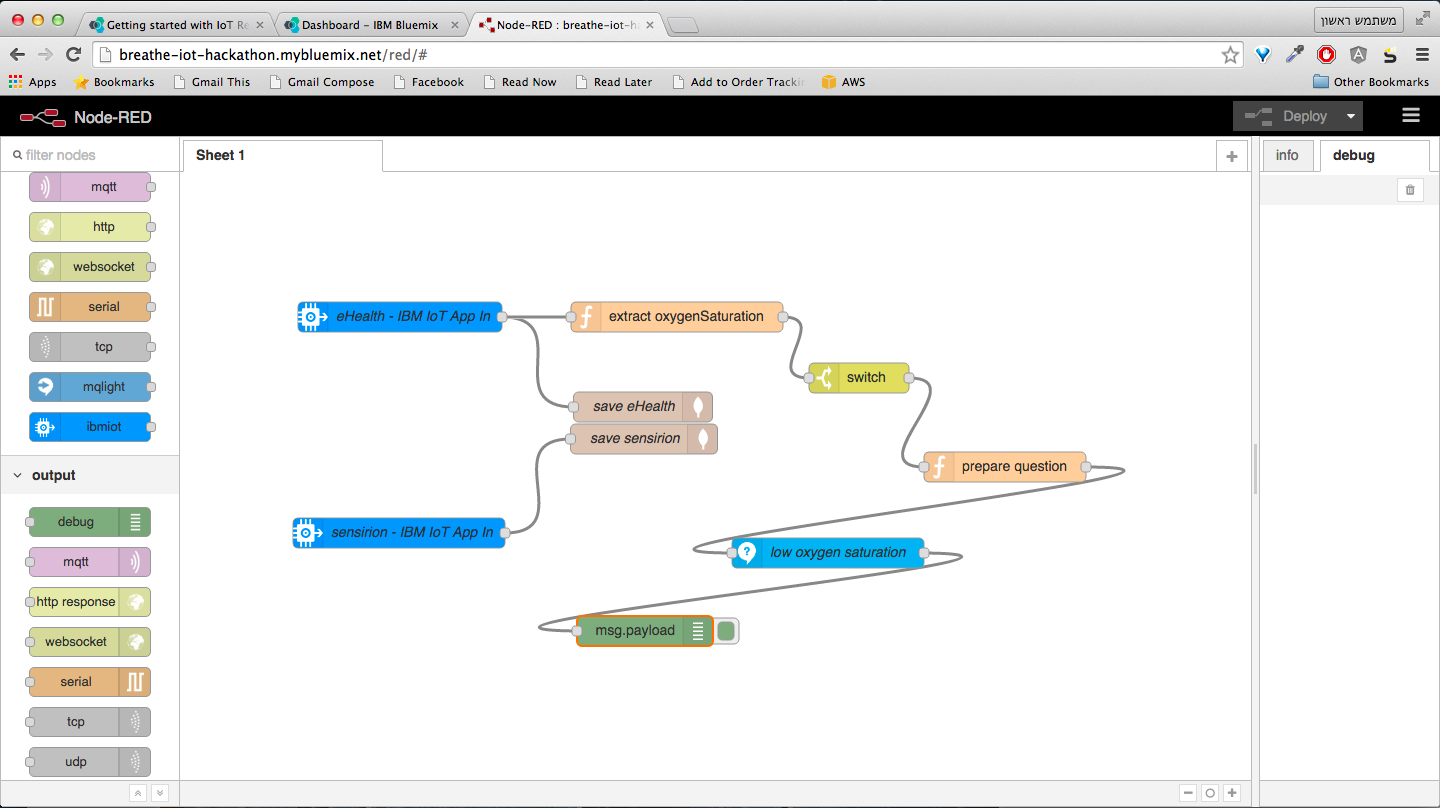 Getting started with IoT Re
Dashboard – IBM Bluemix
Node-RED : breathe-iot-ha
משתמש ראשון
breathe-iot-hackathon.mybluemix.net/red/#
Apps
Bookmarks
Gmail This
Gmail Compose
Facebook
Read Now
Read Later
Add to Order Trackin
AWS
Other Bookmarks
Node-RED
Deploy
filter nodes
Sheet 1
info
debug
mqtt
http
websocket
serial
tcp
mqlight
ibmiot
output
debug
mqtt
http response
websocket
serial
tcp
udp
eHealth - IBM IoT App In
extract oxygenSaturation
switch
save eHealth
save sensirion
prepare question
sensirion - IBM IoT App In
low oxygen saturation
msg.payload